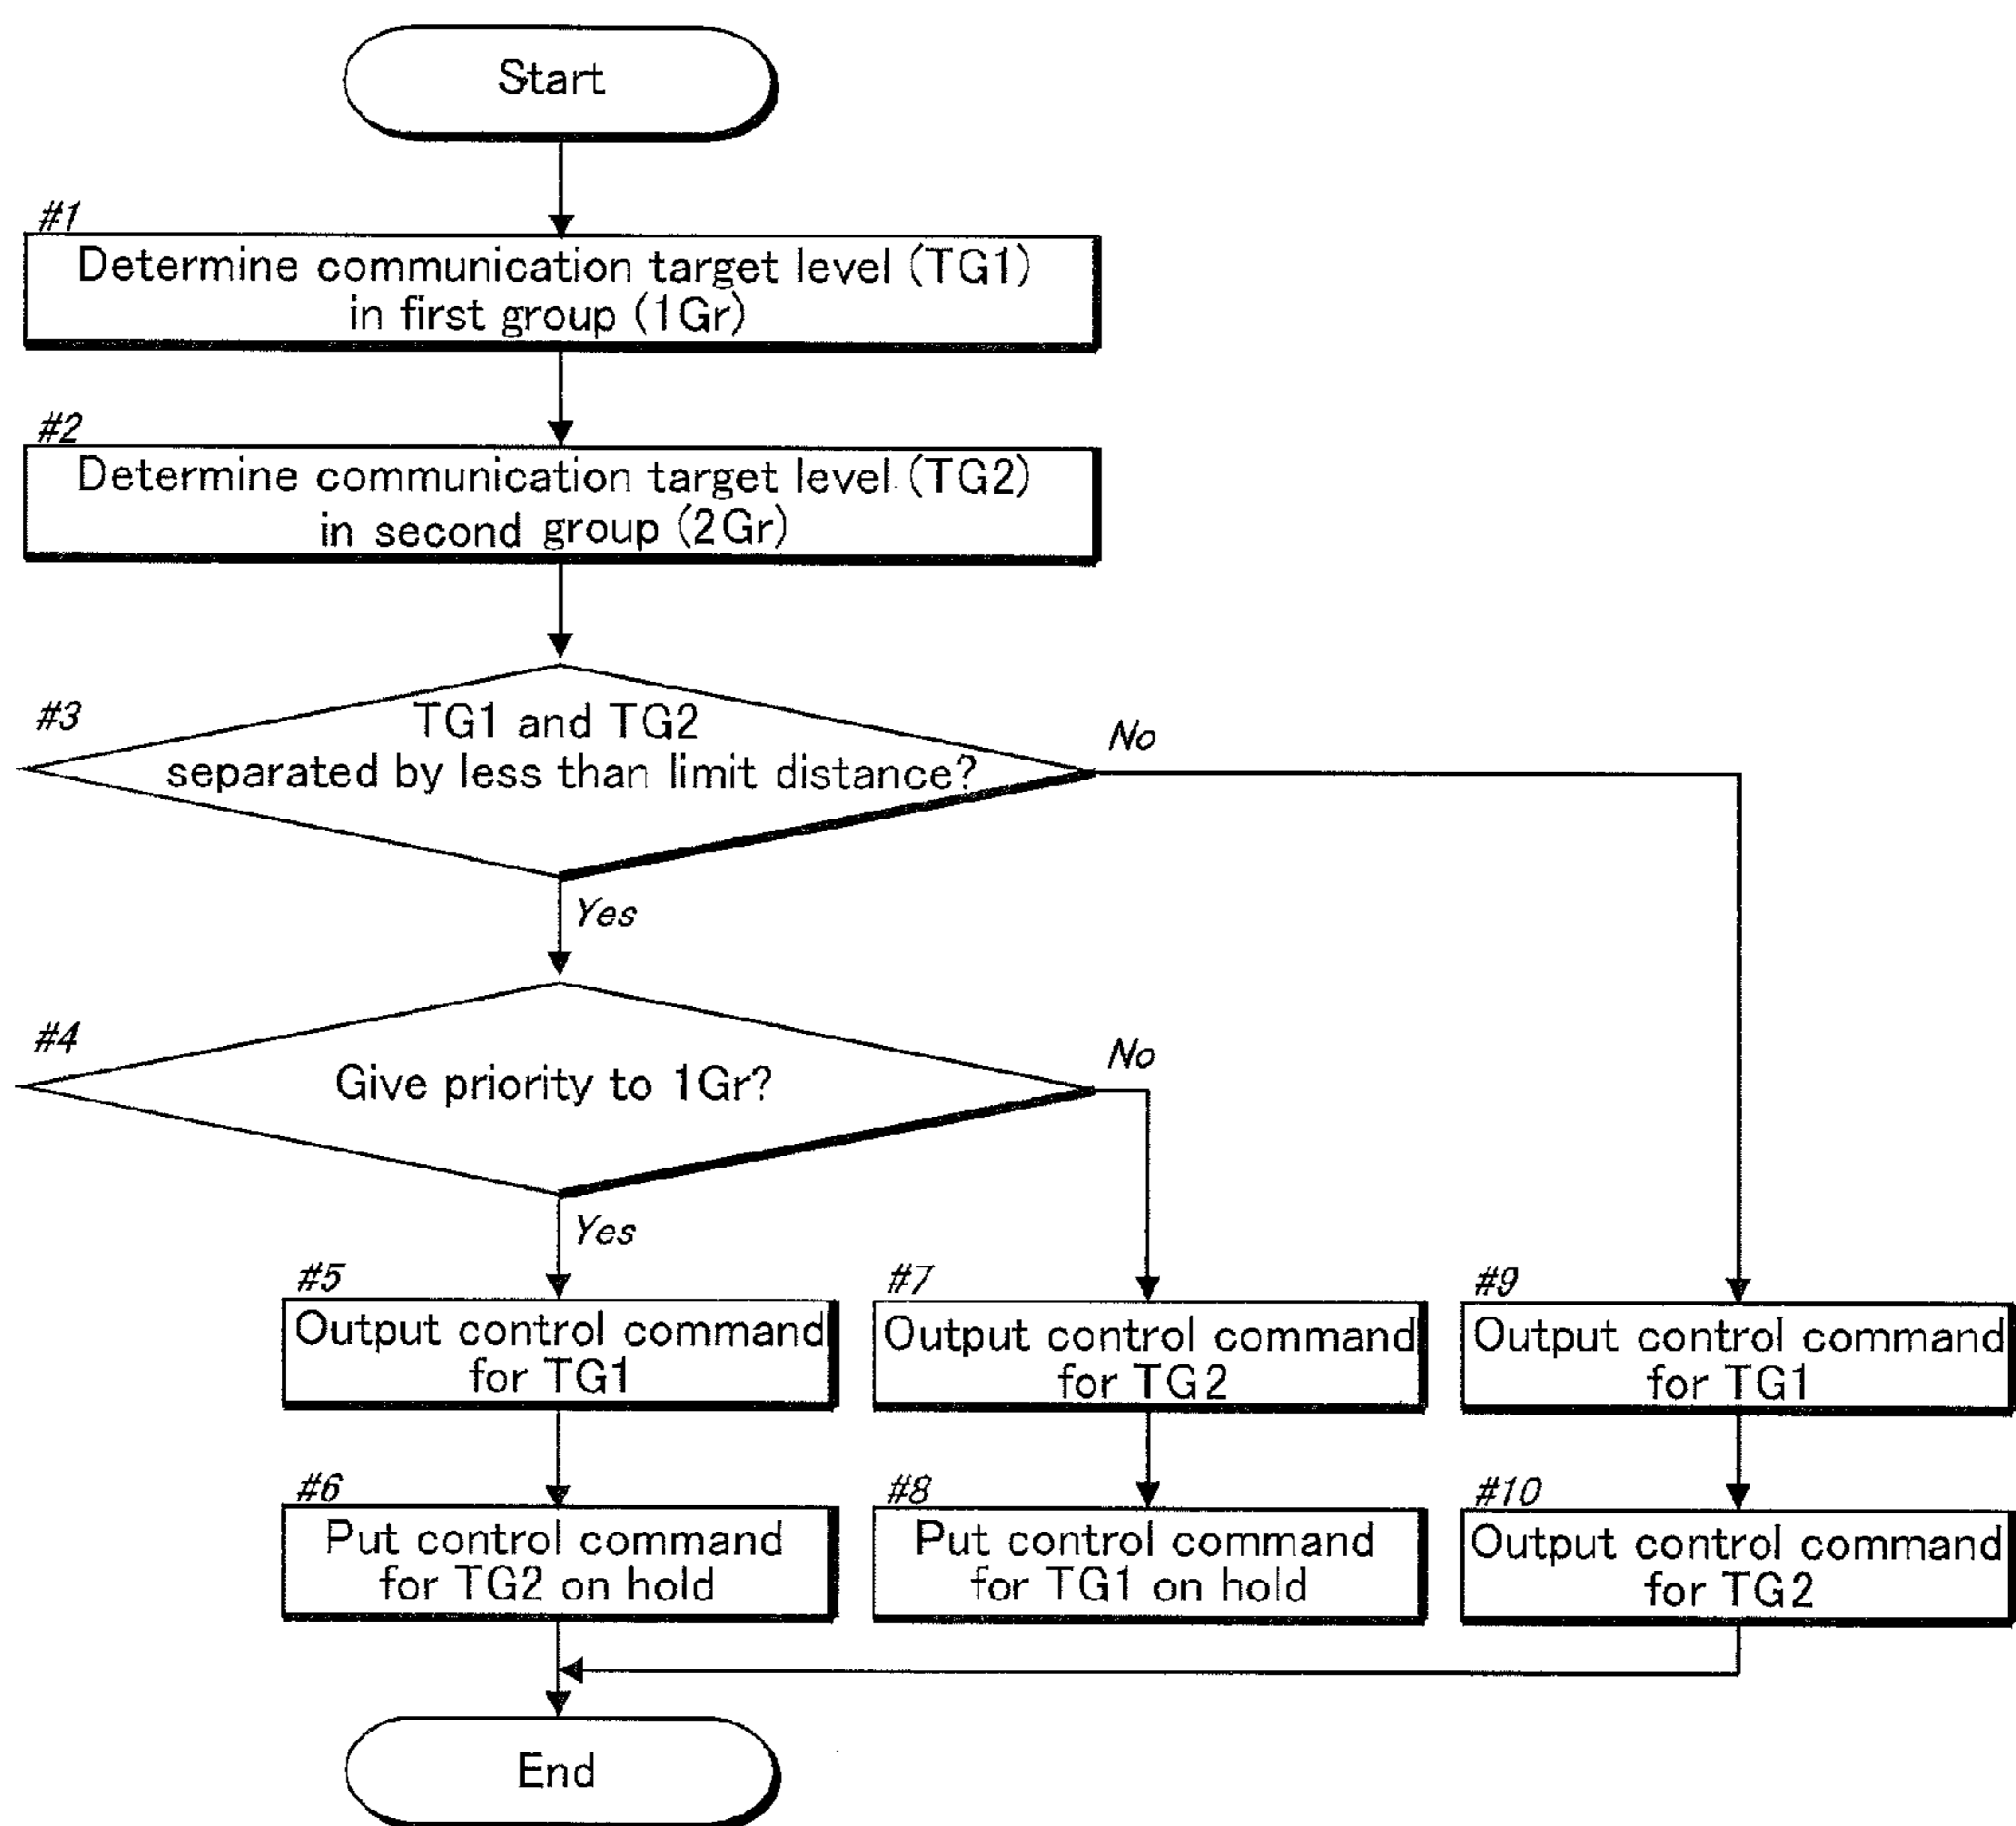 Start
#1
Determine communication target level (TG1)
in first group (1Gr)
#2
Determine communication target level (TG2)
in second group (2Gr)
#3
TG1 and TG2
separated by less than limit distance?
No
Yes
#4
Give priority to 1Gr?
No
Yes
#5
Output control command
for TG1
#7
Output control command
for TG2
#9
Output control command
for TG1
#6
Put control command
for TG2 on hold
#8
Put control command
for TG1 on hold
#10
Output control command
for TG2
End